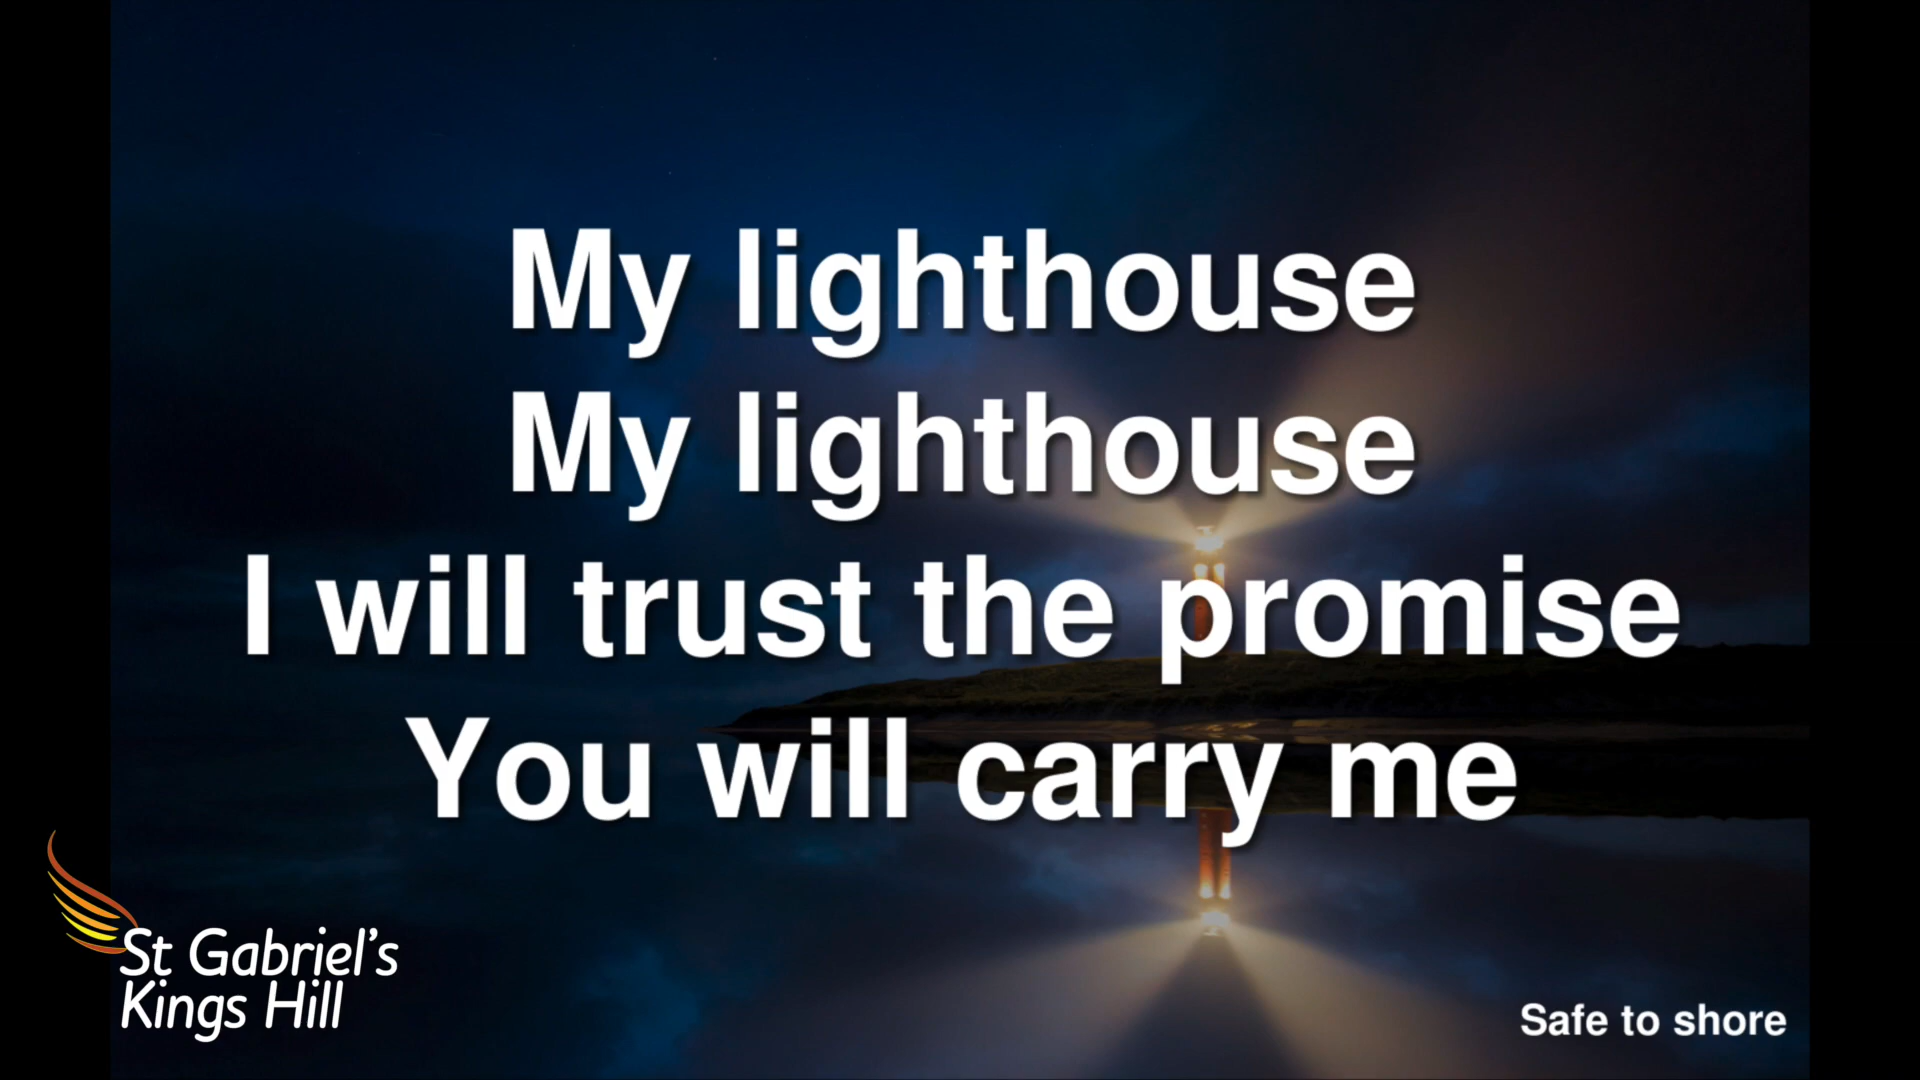 My lighthouse
My lighthouse
I will trust the promise
You will carry me
St Gabriel's
Kings Hill
Safe to shore